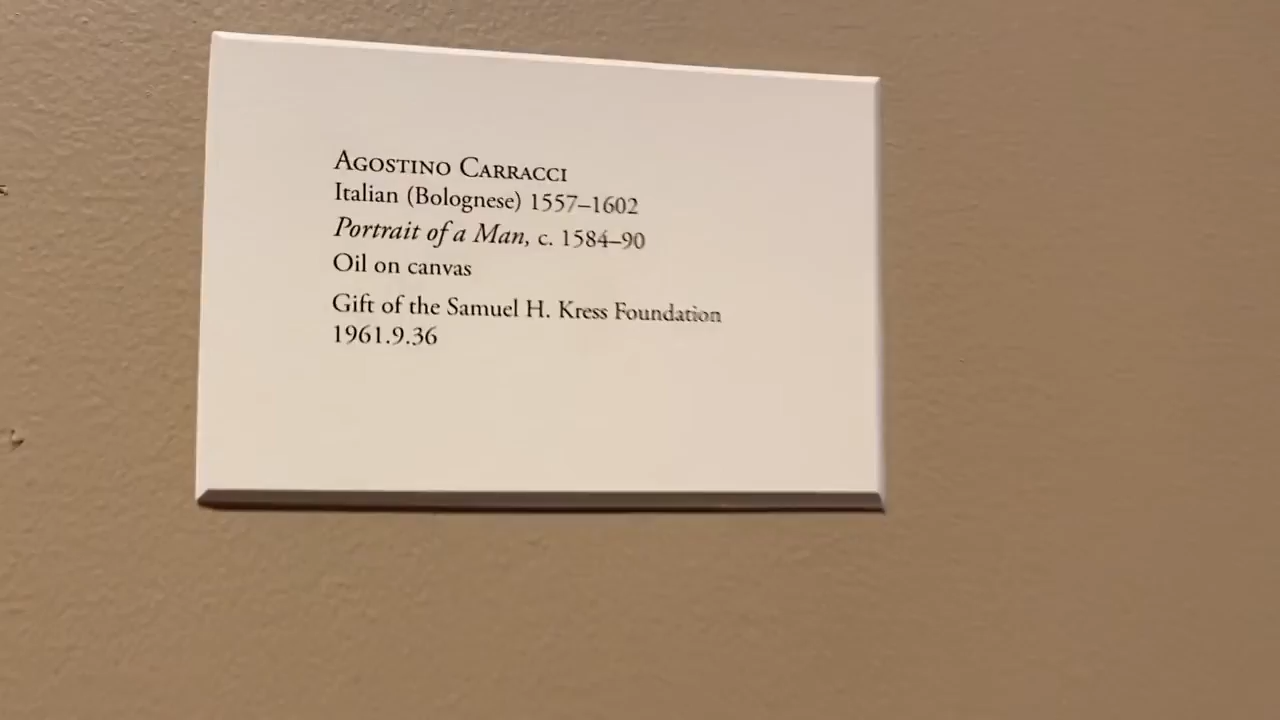 AGOSTINO CARRACCI
Italian (Bolognese) 1557–1602
Portrait of a Man, c. 1584–90
Oil on canvas
Gift of the Samuel H. Kress Foundation
1961.9.36